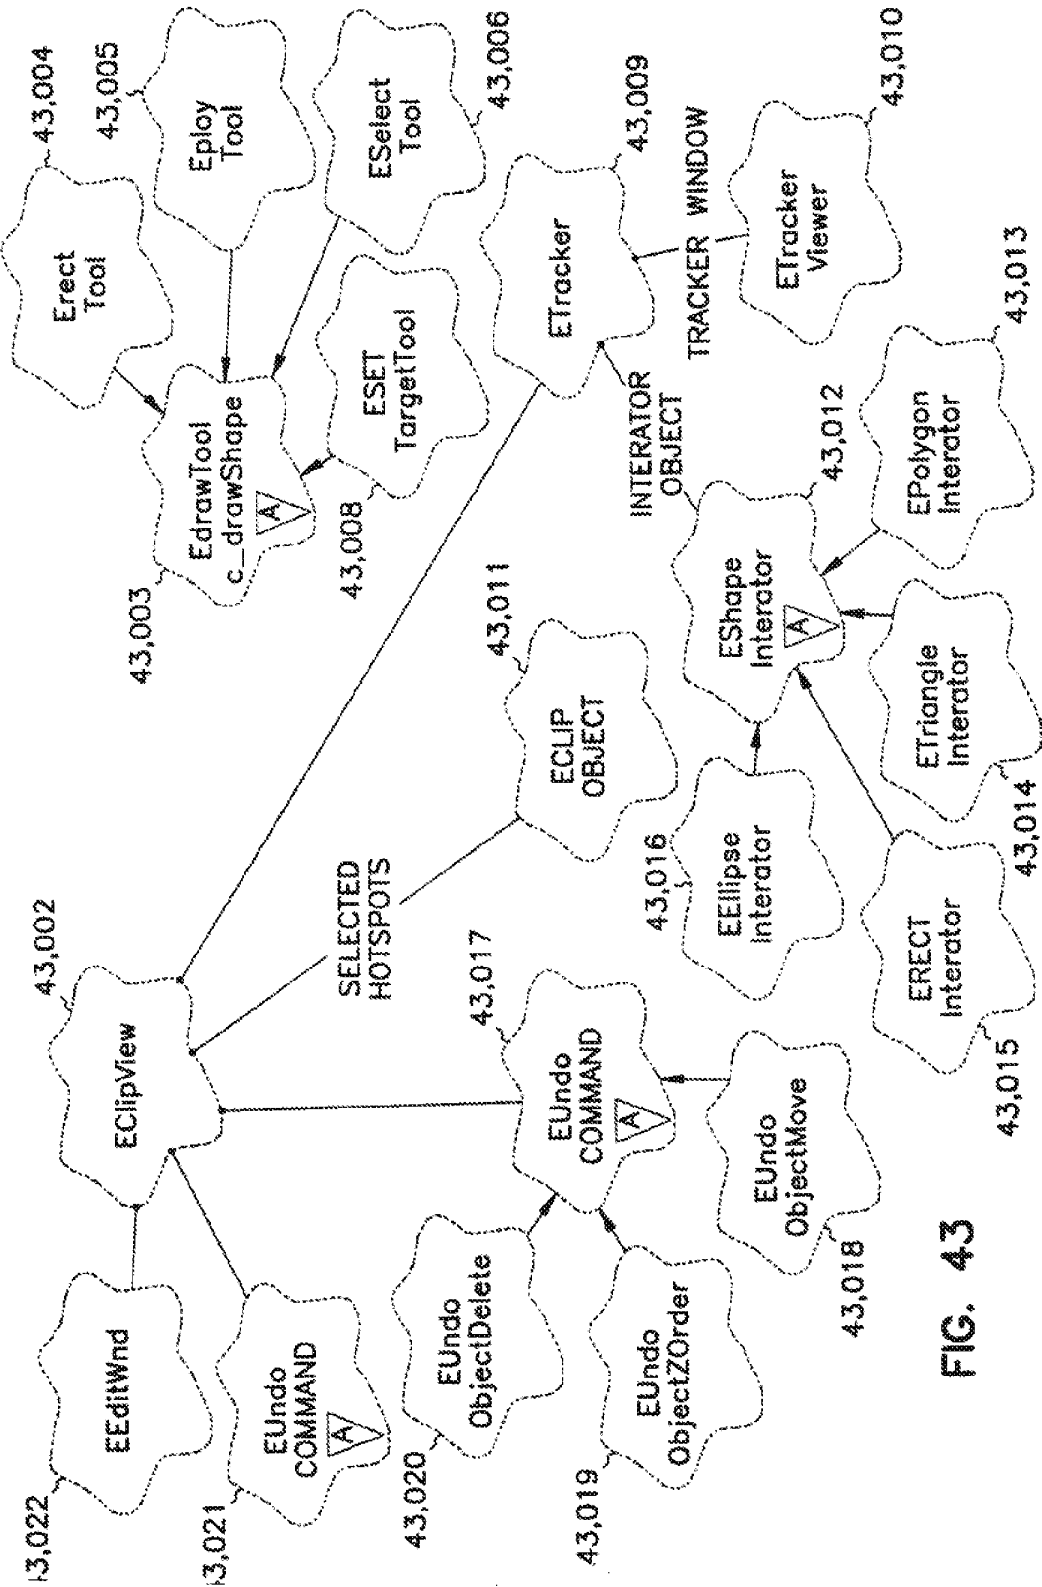 43,022
EEditWnd
43,021
EUndo
COMMAND
A
43,002
EClipView
SELECTED
HOTSPOTS
43,003
EdrawTool
c_drawShape
A
43,004
Erect
Tool
43,005
Eploy
Tool
43,006
ESelect
Tool
43,008
ESET
TargetTool
43,009
ETracker
TRACKER WINDOW
43,010
ETracker
Viewer
INTERATOR
OBJECT
43,011
ECLIP
OBJECT
43,012
EShape
Interator
A
43,013
EPolygon
Interator
43,014
ETriangle
Interator
43,015
ERECT
Interator
43,016
EEllipse
Interator
43,017
EUndo
COMMAND
A
43,018
EUndo
ObjectMove
43,019
EUndo
ObjectZOrder
43,020
EUndo
ObjectDelete
FIG. 43